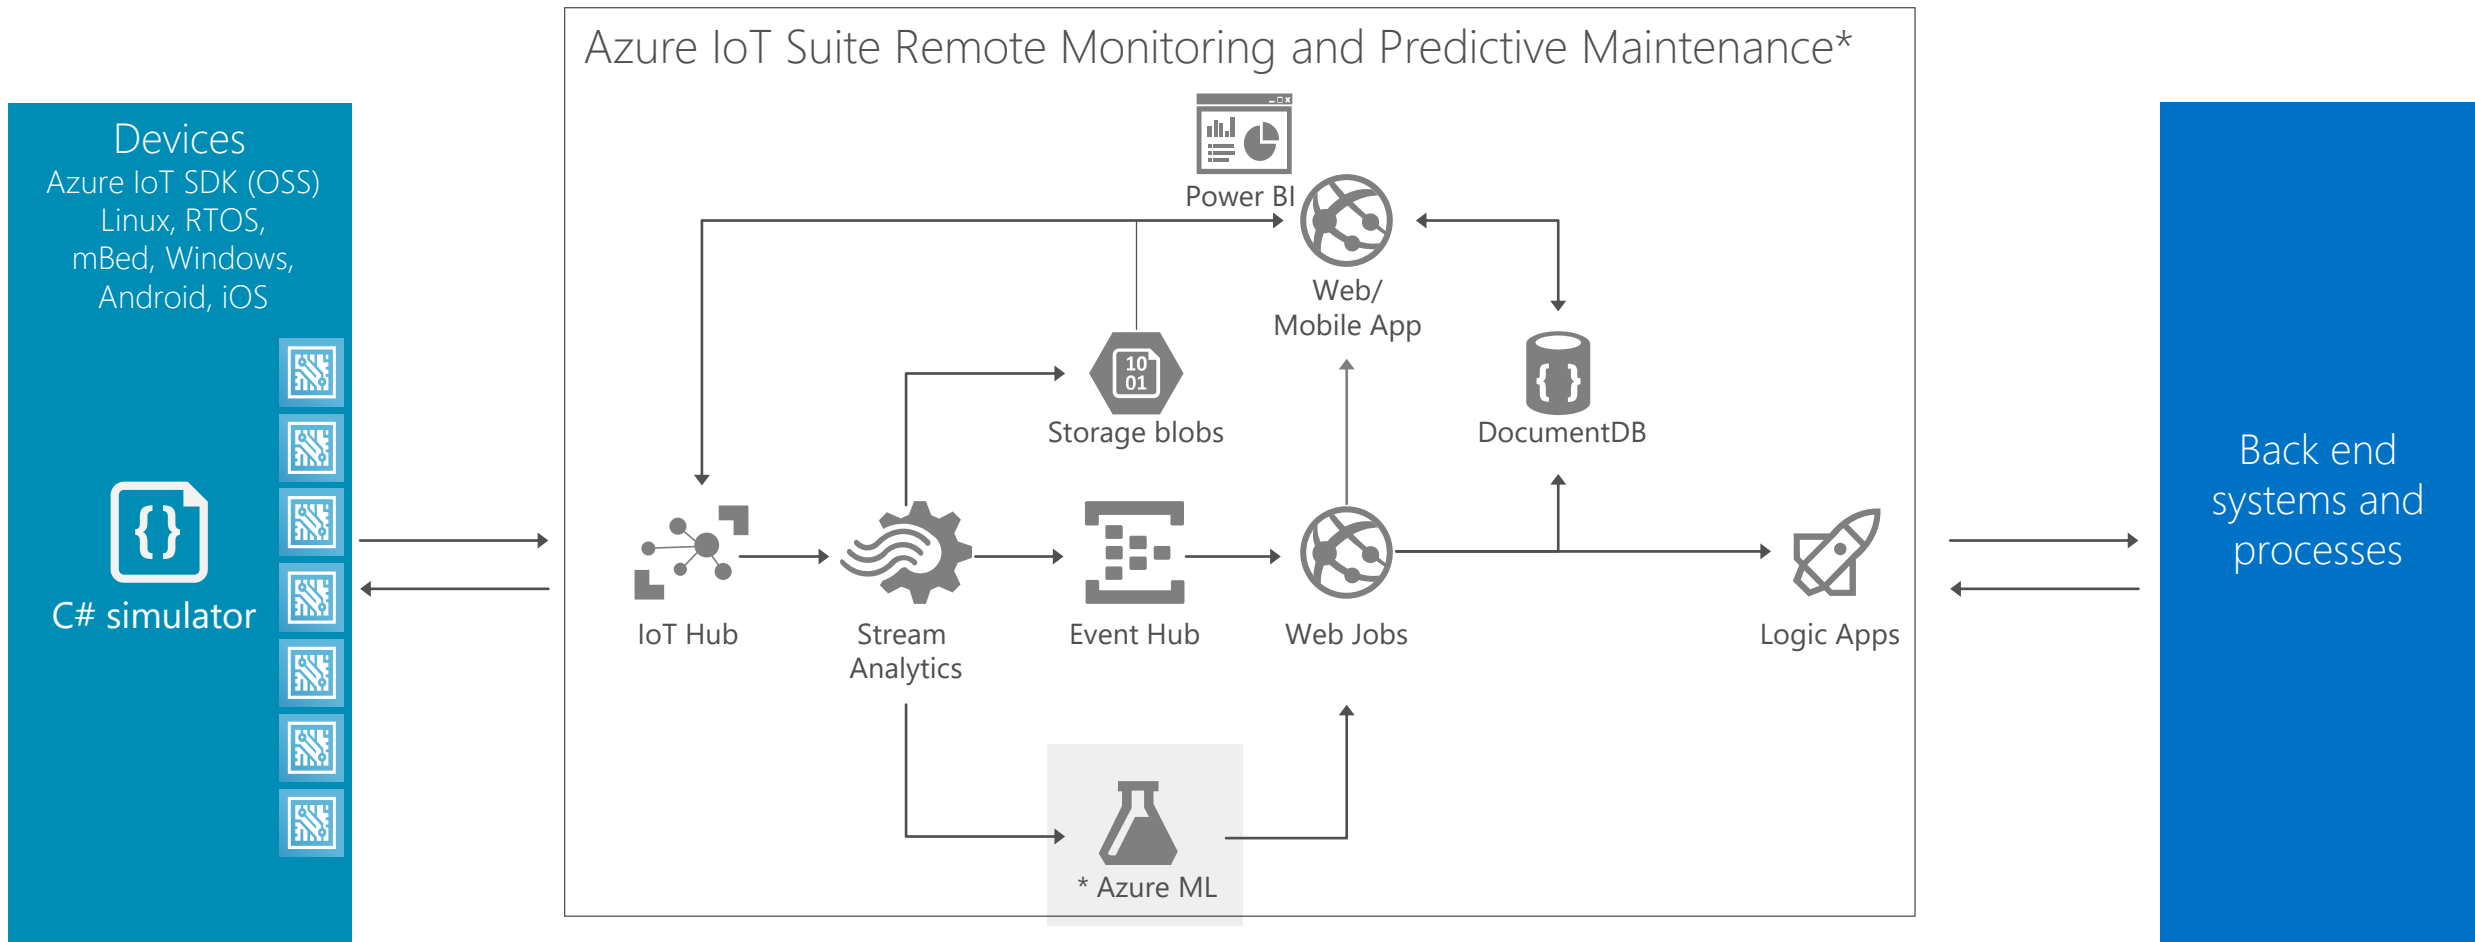 Azure IoT Suite Remote Monitoring and Predictive Maintenance*
Devices
Azure IoT SDK (OSS)
Linux, RTOS,
mBed, Windows,
Android, iOS
{}
C# simulator
Power BI
Web/
Mobile App
10
01
Storage blobs
{ }
DocumentDB
IoT Hub
Stream
Analytics
Event Hub
Web Jobs
Logic Apps
* Azure ML
Back end
systems and
processes